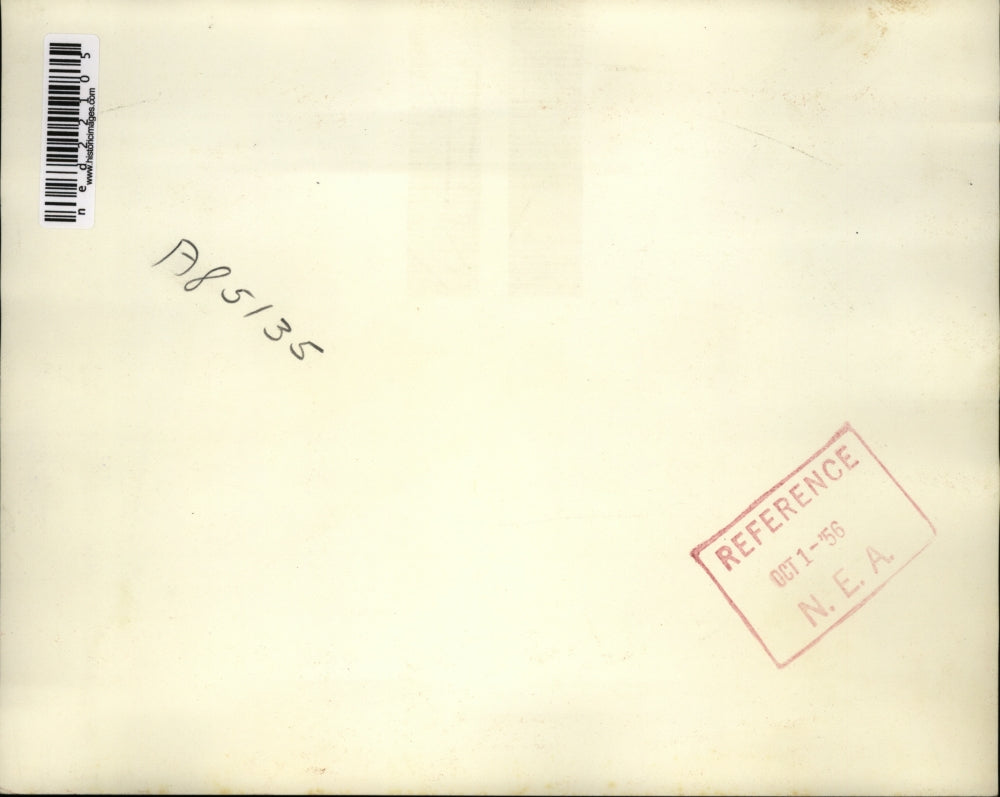 ned22105
www.historicimages.com
A85135
REFERENCE
OCT 1-'56
N. E. A.